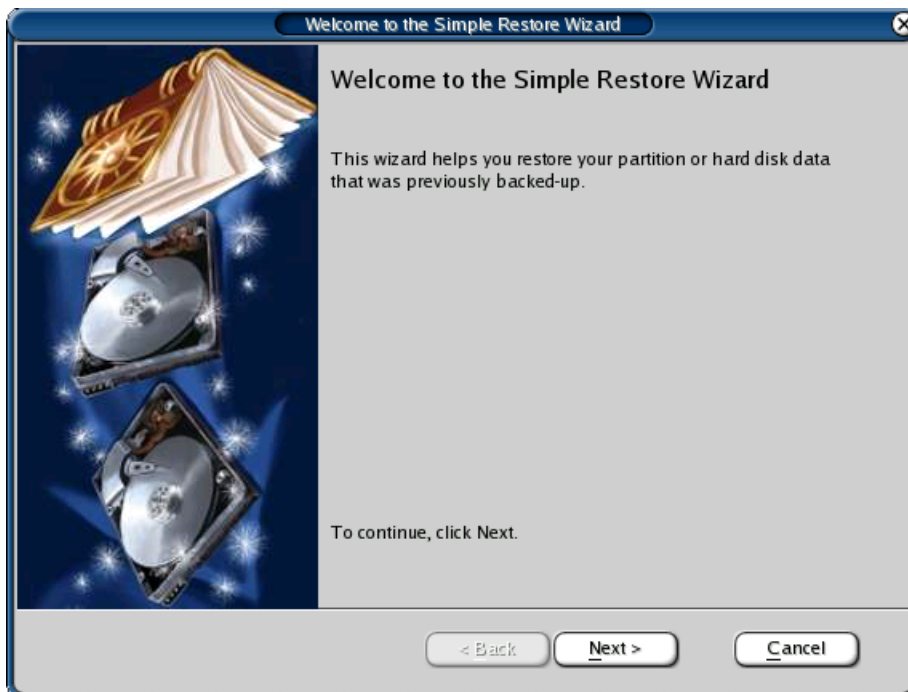 Welcome to the Simple Restore Wizard
Welcome to the Simple Restore Wizard
This wizard helps you restore your partition or hard disk data
that was previously backed-up.
To continue, click Next.
< Back
Next >
Cancel